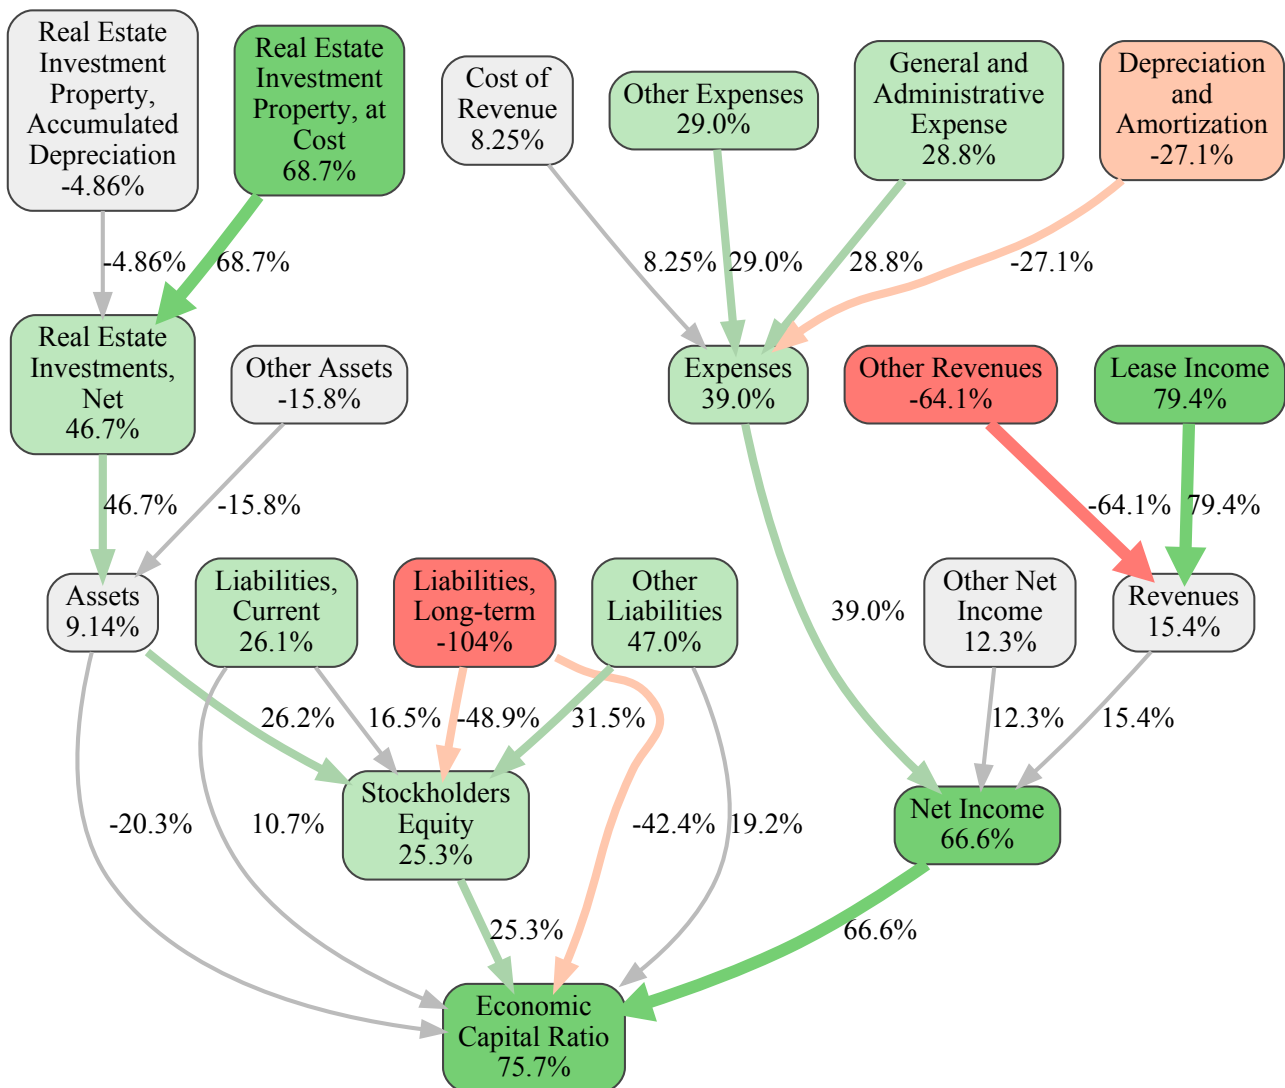 Real Estate
Investment
Property,
Accumulated
Depreciation
-4.86%
Real Estate
Investment
Property, at
Cost
68.7%
Cost of
Revenue
8.25%
Other Expenses
29.0%
General and
Administrative
Expense
28.8%
Depreciation
and
Amortization
-27.1%
-4.86%
68.7%
8.25%
29.0%
28.8%
-27.1%
Real Estate
Investments,
Net
46.7%
Other Assets
-15.8%
Expenses
39.0%
Other Revenues
-64.1%
Lease Income
79.4%
46.7%
-15.8%
-64.1%
79.4%
Assets
9.14%
Liabilities,
Current
26.1%
Liabilities,
Long-term
-104%
Other
Liabilities
47.0%
39.0%
Other Net
Income
12.3%
Revenues
15.4%
26.2%
16.5%
-48.9%
31.5%
12.3%
15.4%
-20.3%
10.7%
Stockholders
Equity
25.3%
-42.4%
19.2%
Net Income
66.6%
25.3%
66.6%
Economic
Capital Ratio
75.7%